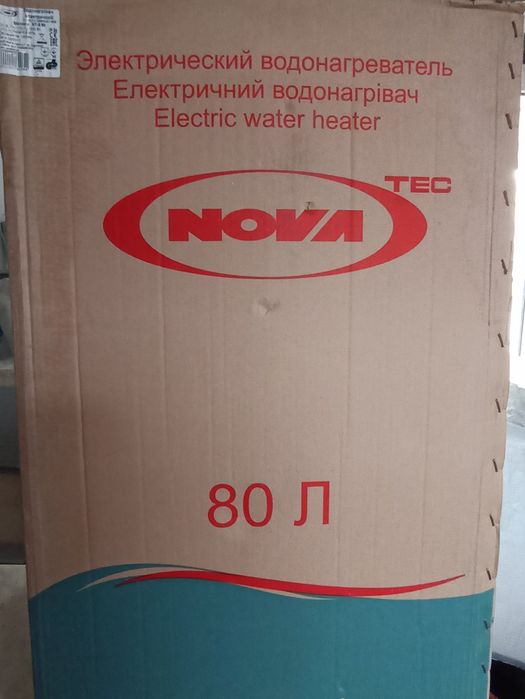 Электрический водонагреватель
Електричний водонагрівач
Electric water heater
NOVA TEC
80 Л